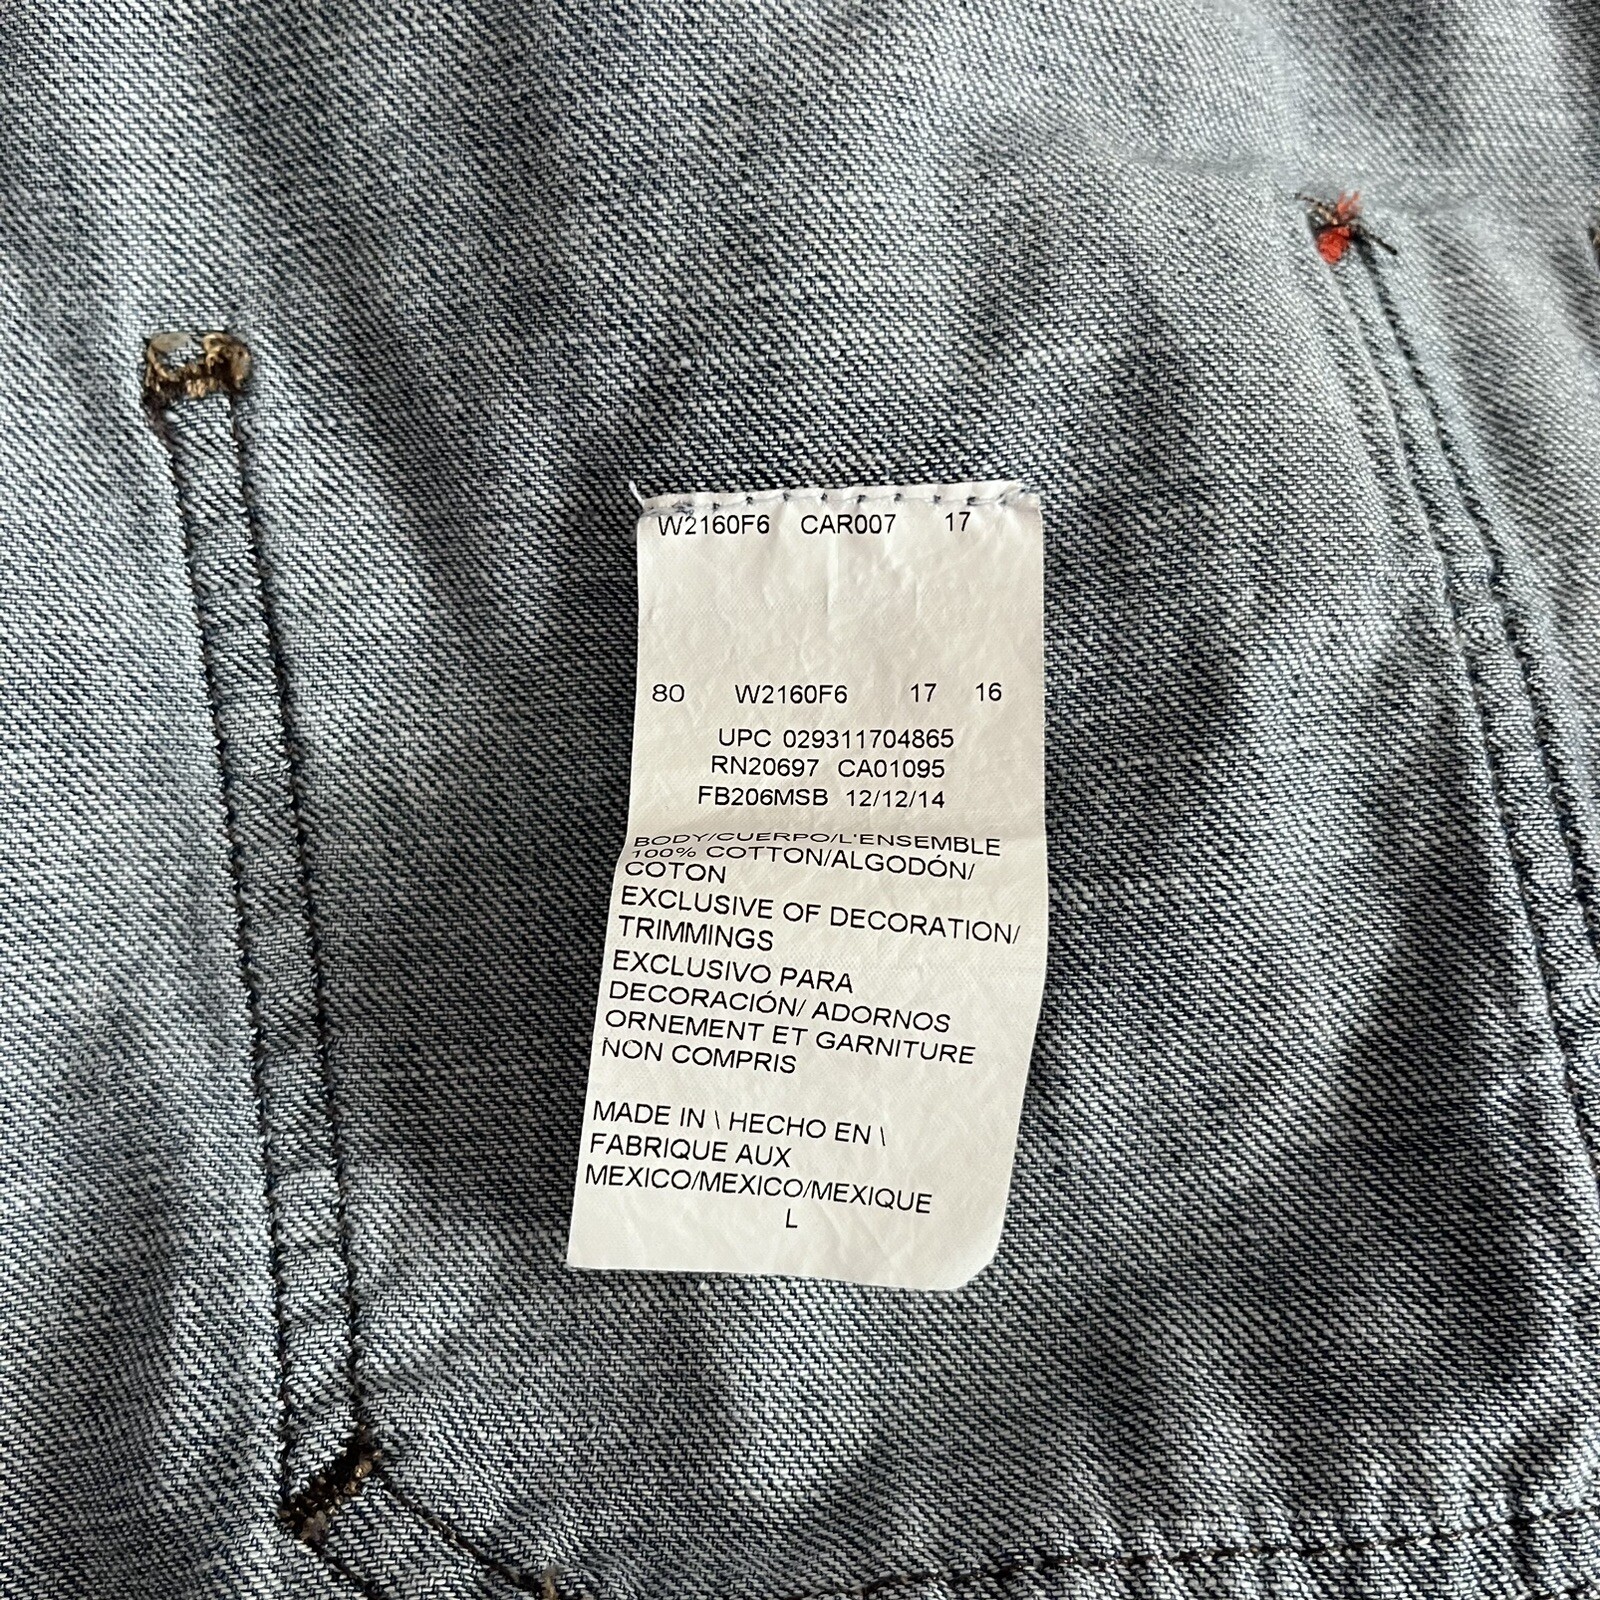 W2160F6 CAR007 17
80 W2160F6 17 16
UPC 029311704865
RN20697 CA01095
FB206MSB 12/12/14
BODY/CUERPO/L'ENSEMBLE
100% COTTON/ALGODÓN/
COTON
EXCLUSIVE OF DECORATION/
TRIMMINGS
EXCLUSIVO PARA
DECORACIÓN/ ADORNOS
ORNEMENT ET GARNITURE
NON COMPRIS
MADE IN \ HECHO EN \
FABRIQUE AUX
MEXICO/MEXICO/MEXIQUE
L